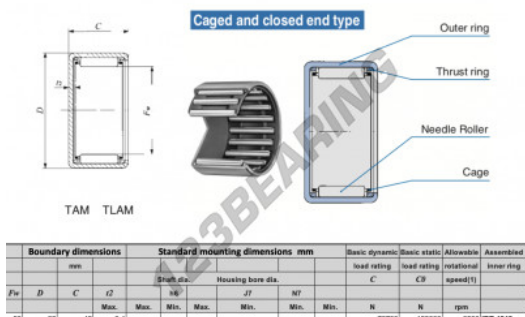 Caged and closed end type
C
t2
D
Fw
Outer ring
Thrust ring
Needle Roller
Cage
TAM TLAM
123BEARING
Boundary dimensions Standard mounting dimensions mm Basic dynamic Basic static Allowable Assembled
mm load rating load rating rotational inner ring
Shaft dia. Housing bore dia. C C0 speed(1)
Fw D C t2 h6 J7 N7
Max. Max. Min. Max. Min. Min. Min. N N rpm